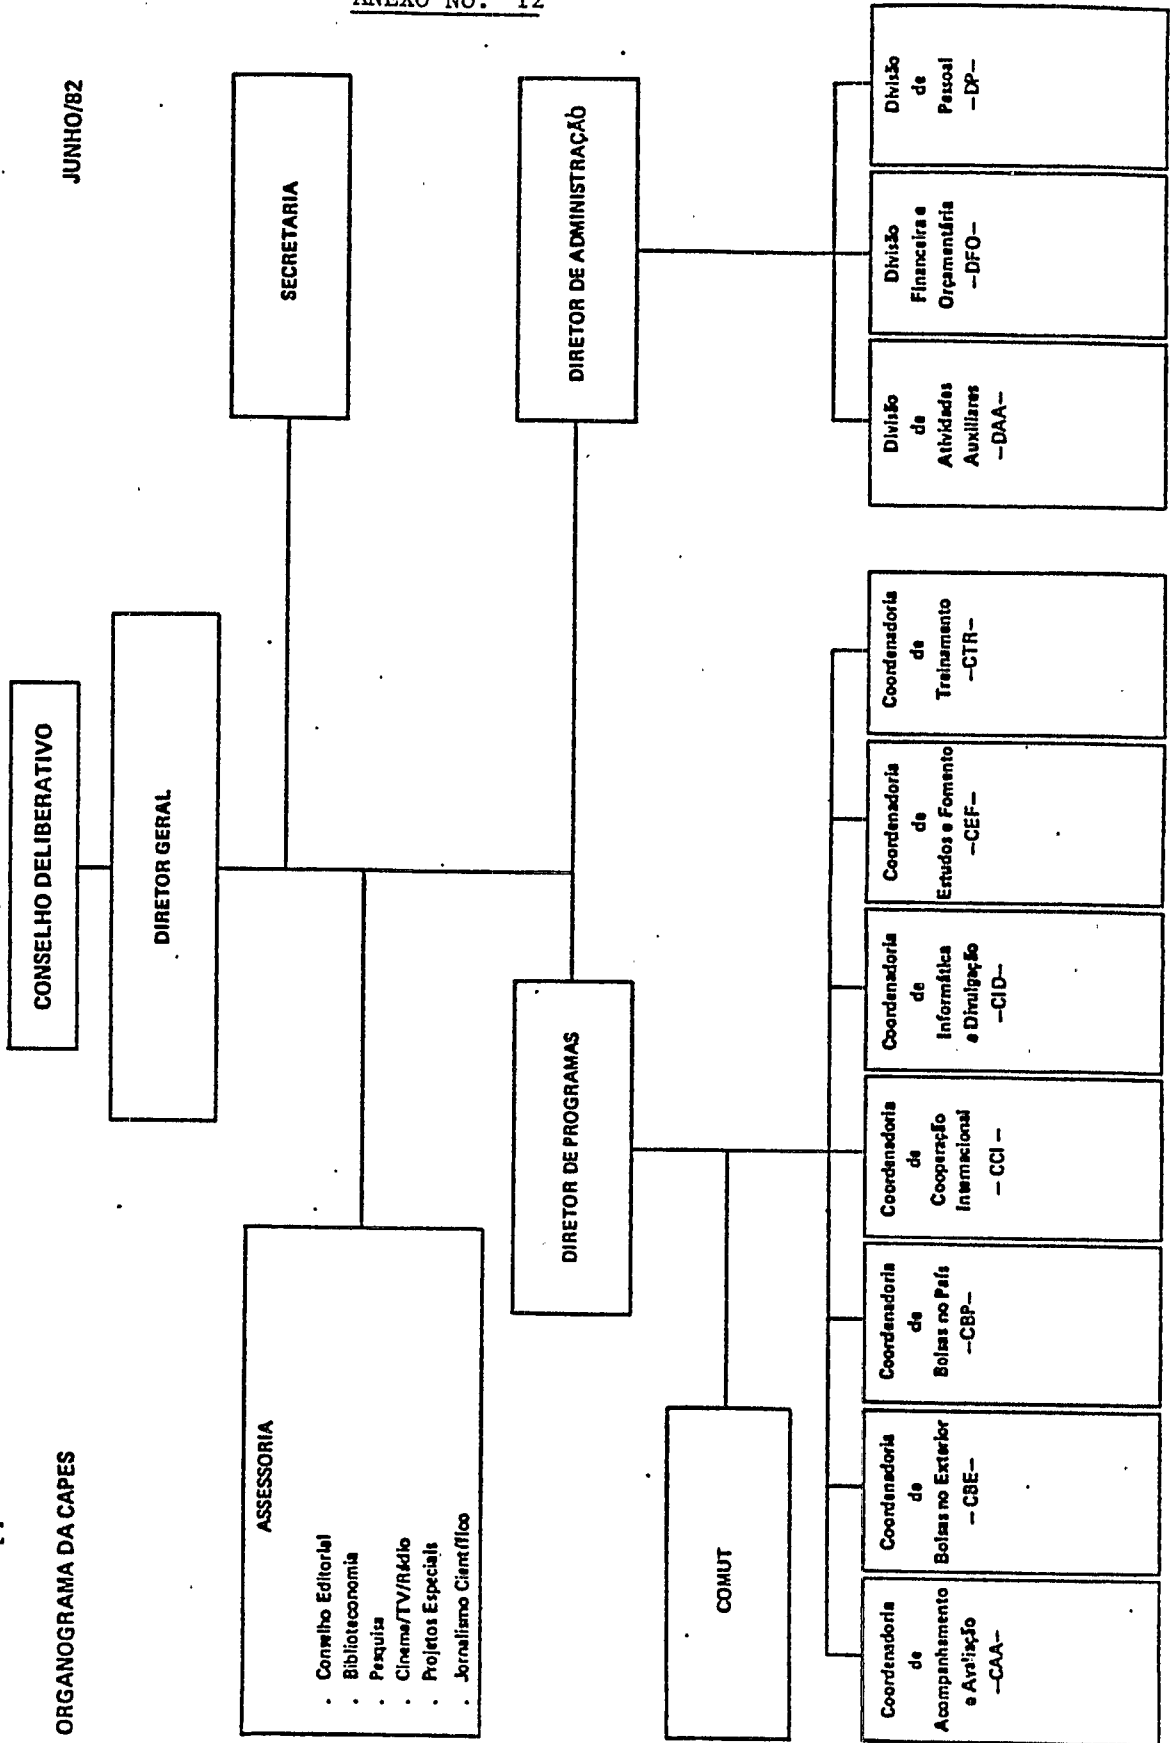 ANEXO NO. 12
ORGANOGRAMA DA CAPES
JUNHO/82
CONSELHO DELIBERATIVO
DIRETOR GERAL
SECRETARIA
ASSESSORIA
· Conselho Editorial
· Biblioteconomia
· Pesquisa
· Cinema/TV/Rádio
· Projetos Especiais
· Jornalismo Científico
DIRETOR DE PROGRAMAS
DIRETOR DE ADMINISTRAÇÃO
COMUT
Coordenadoria
de
Acompanhamento
e Avaliação
—CAA—
Coordenadoria
de
Bolsas no Exterior
—CBE—
Coordenadoria
de
Bolsas no País
—CBP—
Coordenadoria
de
Cooperação
Internacional
— CCI —
Coordenadoria
de
Informática
e Divulgação
—CID—
Coordenadoria
de
Estudos e Fomento
—CEF—
Coordenadoria
de
Treinamento
—CTR—
Divisão
de
Atividades
Auxiliares
—DAA—
Divisão
Financeira e
Orçamentária
—DFO—
Divisão
de
Pessoal
—DP—